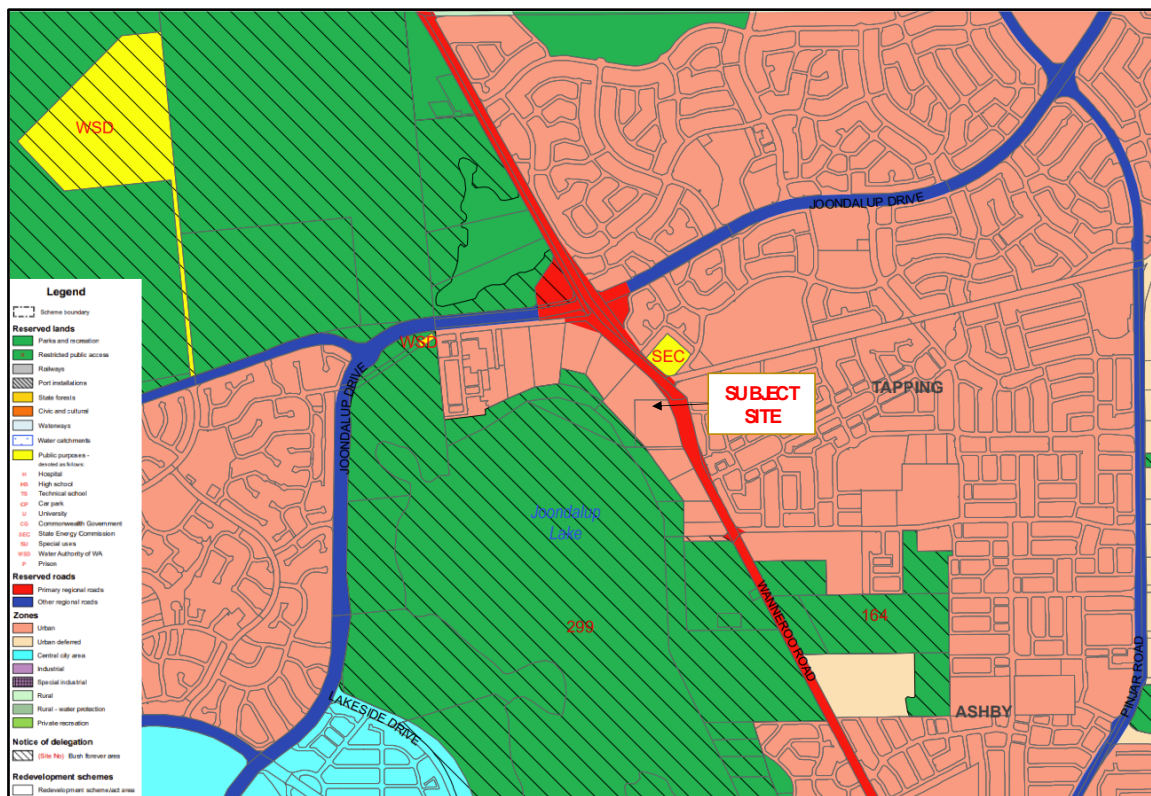 WSD
JOONDALUP DRIVE
WSD
SEC
SUBJECT
SITE
TAPPING
JOONDALUP DRIVE
Joondalup
Lake
299
WANNEROO ROAD
164
ASHBY
PINJAR ROAD
LAKESIDE DRIVE
Legend
Scheme boundary
Reserved lands
Parks and recreation
Restricted public access
Railways
Port installations
State forests
Civic and cultural
Waterways
Water catchments
Public purposes -
denoted as follows:
H Hospital
HS High school
TS Technical school
CP Car park
U University
CG Commonwealth Government
SEC State Energy Commission
SU Special uses
WSD Water Authority of WA
P Prison
Reserved roads
Primary regional roads
Other regional roads
Zones
Urban
Urban deferred
Central city area
Industrial
Special industrial
Rural
Rural - water protection
Private recreation
Notice of delegation
(Site No) Bush forever area
Redevelopment schemes
Redevelopment scheme/act area